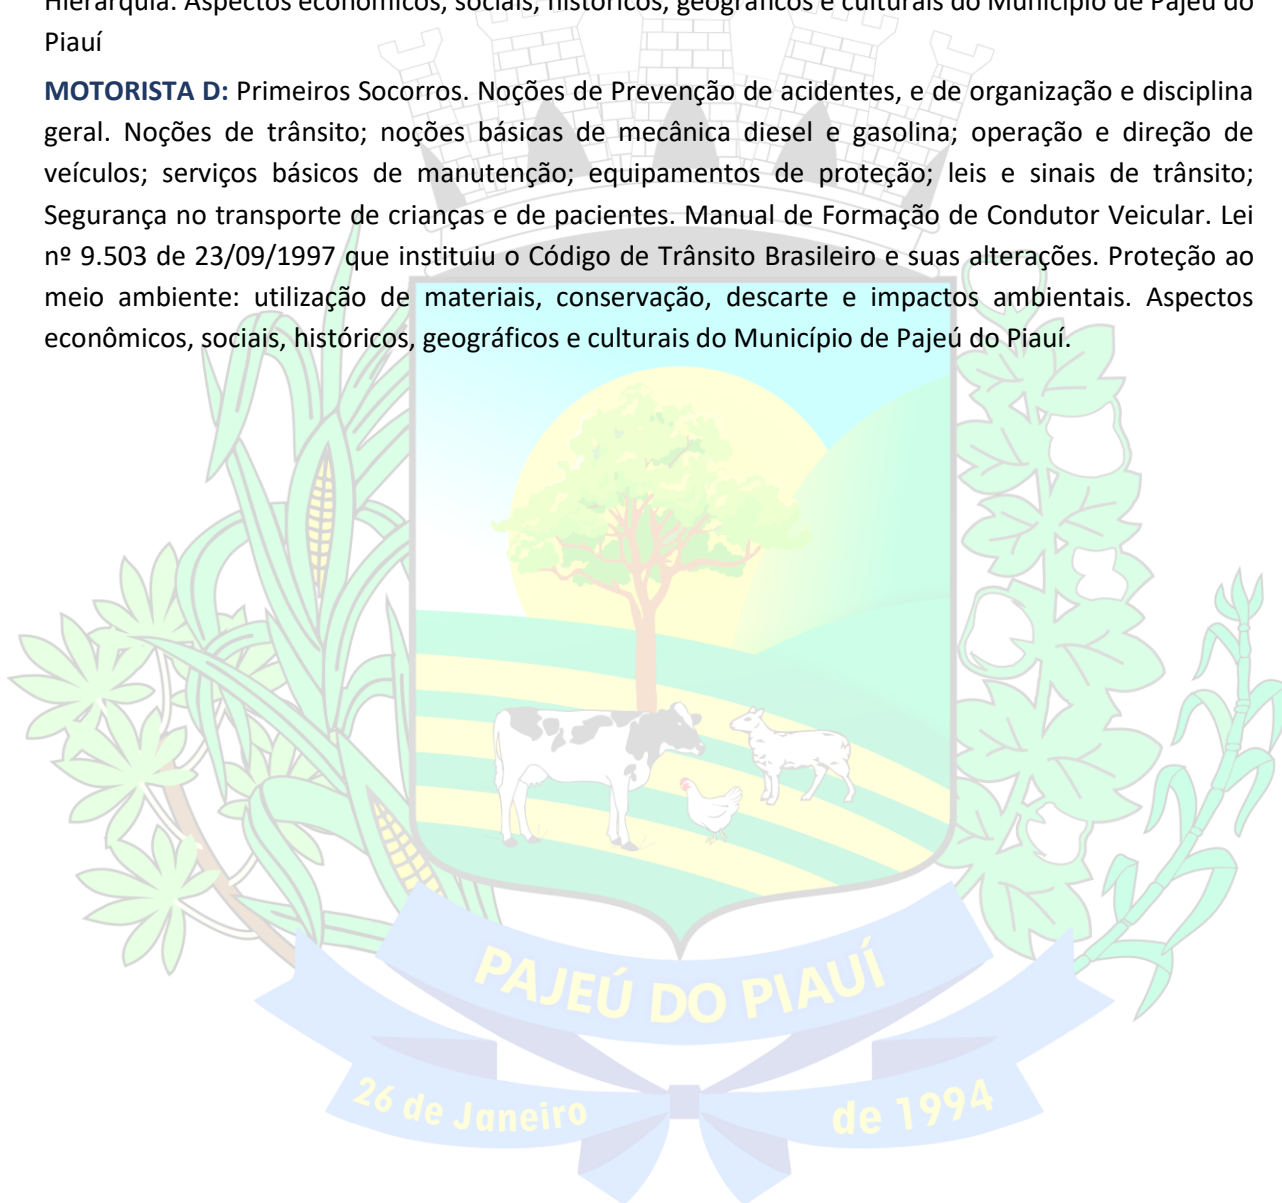 Hierarquia. Aspectos econômicos, sociais, históricos, geográficos e culturais do Município de Pajeú do
Piauí
MOTORISTA D: Primeiros Socorros. Noções de Prevenção de acidentes, e de organização e disciplina
geral. Noções de trânsito; noções básicas de mecânica diesel e gasolina; operação e direção de
veículos; serviços básicos de manutenção; equipamentos de proteção; leis e sinais de trânsito;
Segurança no transporte de crianças e de pacientes. Manual de Formação de Condutor Veicular. Lei
nº 9.503 de 23/09/1997 que instituiu o Código de Trânsito Brasileiro e suas alterações. Proteção ao
meio ambiente: utilização de materiais, conservação, descarte e impactos ambientais. Aspectos
econômicos, sociais, históricos, geográficos e culturais do Município de Pajeú do Piauí.
PAJEÚ DO PIAUÍ
26 de Janeiro de 1994